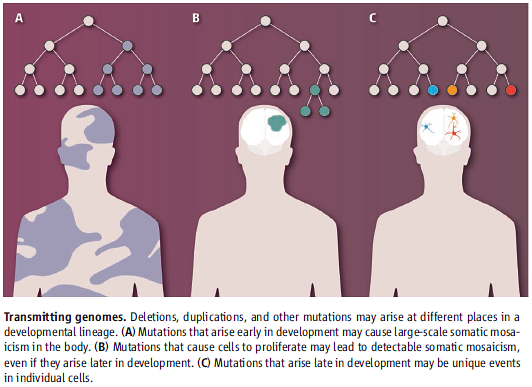 A
B
C
Transmitting genomes. Deletions, duplications, and other mutations may arise at different places in a
developmental lineage. (A) Mutations that arise early in development may cause large-scale somatic mosa-
icism in the body. (B) Mutations that cause cells to proliferate may lead to detectable somatic mosaicism,
even if they arise later in development. (C) Mutations that arise late in development may be unique events
in individual cells.